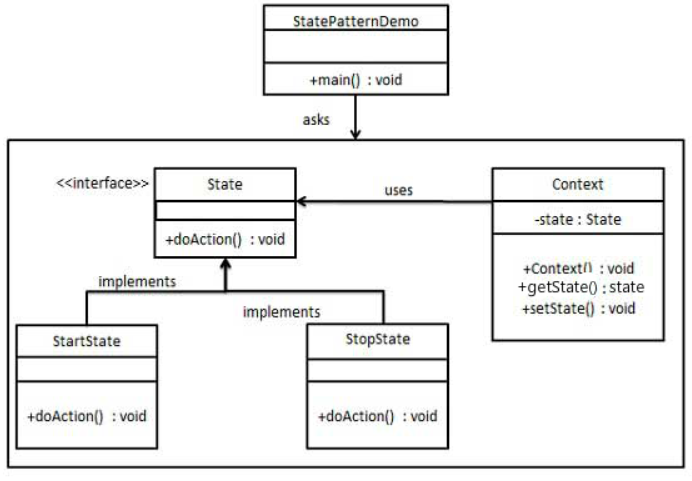 StatePatternDemo
+main() : void
asks
<<interface>>
State
+doAction() : void
uses
Context
-state : State
+Context() : void
+getState() : state
+setState() : void
implements
implements
StartState
+doAction() : void
StopState
+doAction() : void